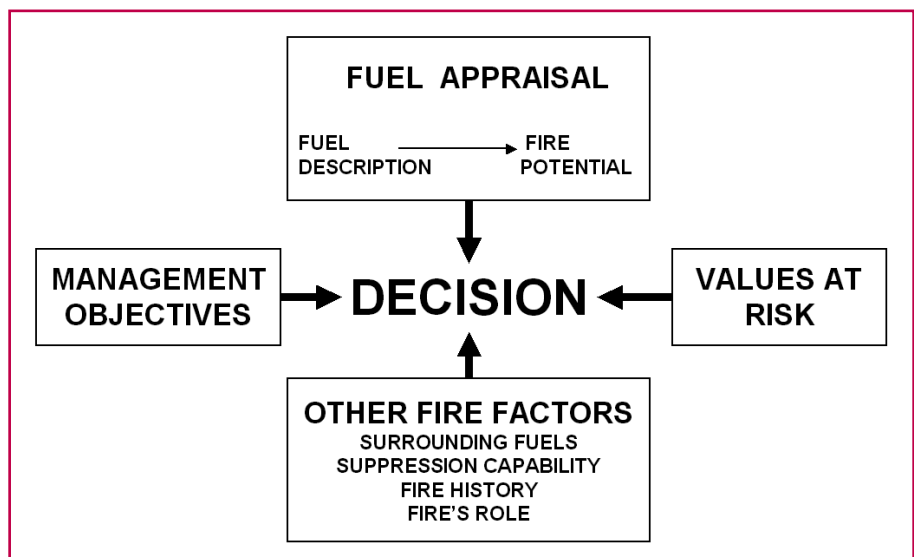 FUEL APPRAISAL
FUEL DESCRIPTION
FIRE POTENTIAL
MANAGEMENT
OBJECTIVES
DECISION
VALUES AT
RISK
OTHER FIRE FACTORS
SURROUNDING FUELS
SUPPRESSION CAPABILITY
FIRE HISTORY
FIRE'S ROLE